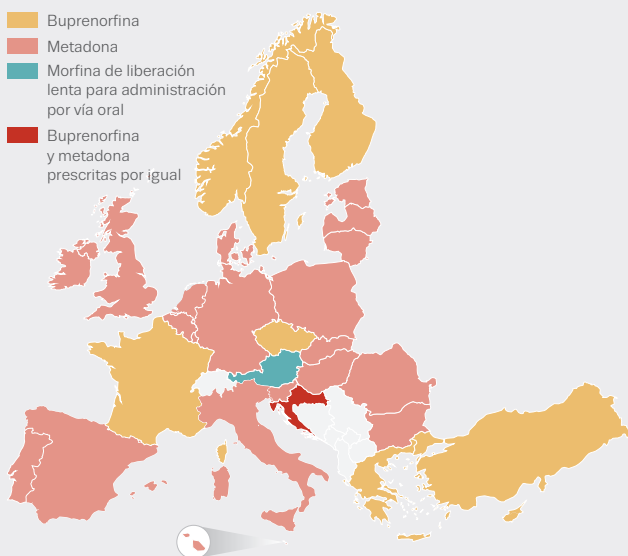 Buprenorfina
Metadona
Morfina de liberación
lenta para administración
por vía oral
Buprenorfina
y metadona
prescritas por igual